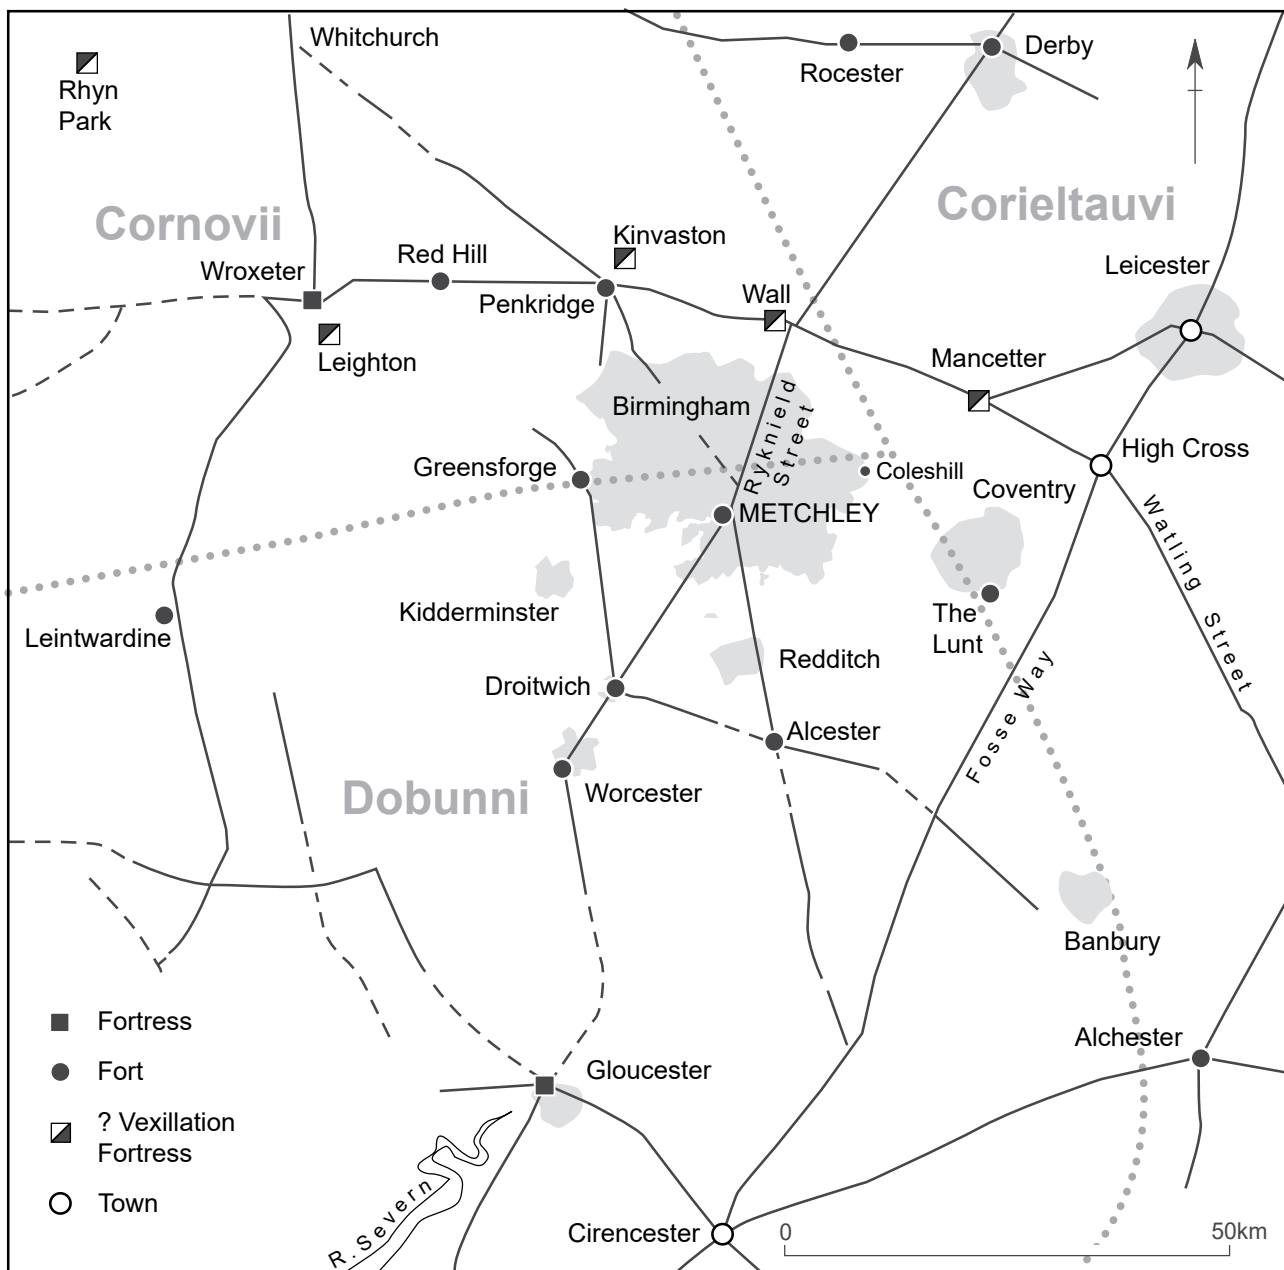 Whitchurch
Derby
Rocester
Rhyn
Park
Cornovii
Corieltauvi
Kinvaston
Red Hill
Wroxeter
Leicester
Penkridge
Wall
Leighton
Mancetter
Birmingham
Ryknield
Street
High Cross
Greensforge
Coleshill
Coventry
METCHLEY
Watling Street
Kidderminster
The
Lunt
Leintwardine
Redditch
Fosse Way
Droitwich
Alcester
Dobunni
Worcester
Banbury
Fortress
Alchester
Fort
Gloucester
? Vexillation
Fortress
Town
R. Severn
Cirencester
0
50km